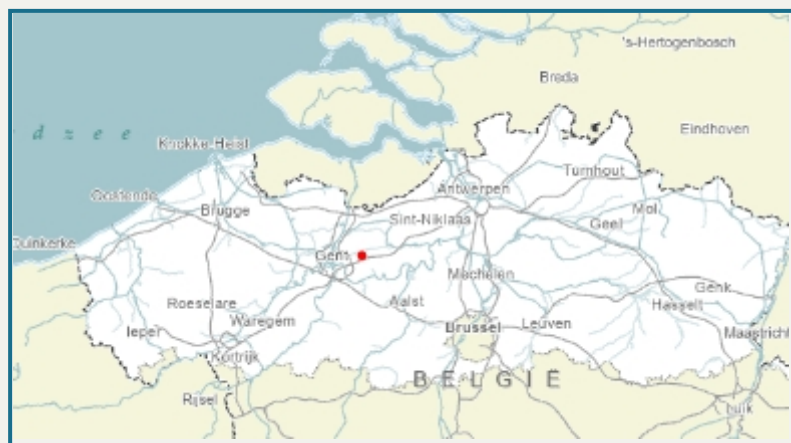 's-Hertogenbosch
Breda
Eindhoven
d z e e
Knokke-Heist
Turnhout
Antwerpen
Oostende
Mol
Brugge
Sint-Niklaas
Geel
Duinkerke
Gent
Mechelen
Genk
Roeselare
Aalst
Hasselt
Ieper
Waregem
Brussel
Leuven
Maastricht
Kortrijk
BELGIË
Rijsel
Luik